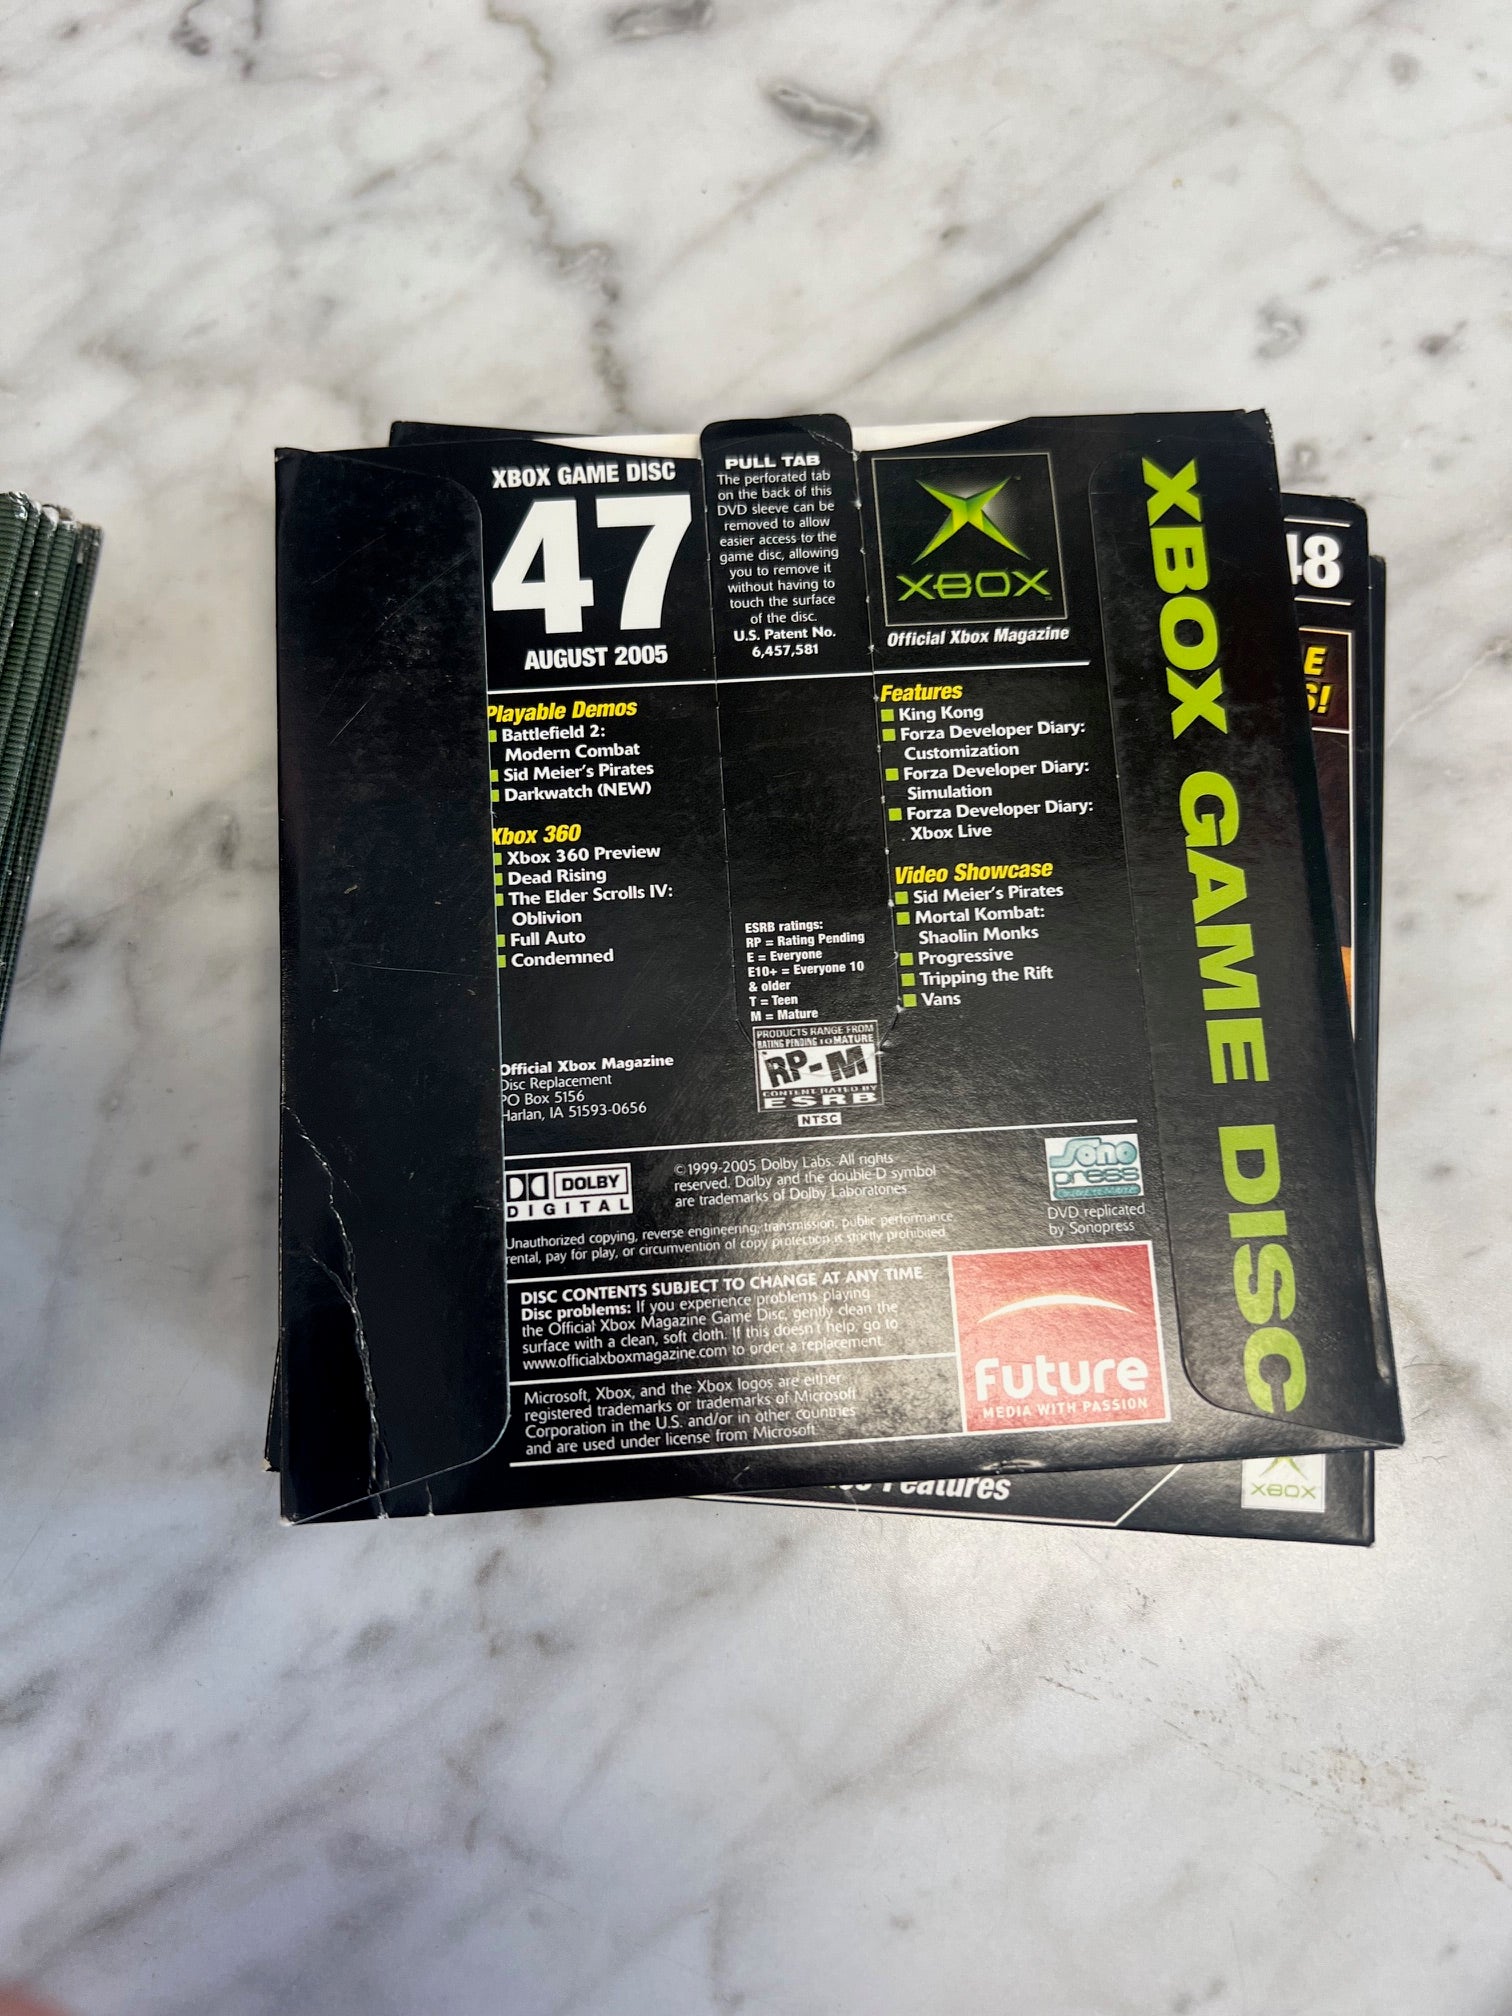 XBOX GAME DISC
47
AUGUST 2005
PULL TAB
The perforated tab
on the back of this
DVD sleeve can be
removed to allow
easier access to the
game disc, allowing
you to remove it
without having to
touch the surface
of the disc.
U.S. Patent No.
6,457,581
XBOX
Official Xbox Magazine
Playable Demos
Battlefield 2:
Modern Combat
Sid Meier's Pirates
Darkwatch (NEW)
Xbox 360
Xbox 360 Preview
Dead Rising
The Elder Scrolls IV:
Oblivion
Full Auto
Condemned
Features
King Kong
Forza Developer Diary:
Customization
Forza Developer Diary:
Simulation
Forza Developer Diary:
Xbox Live
Video Showcase
Sid Meier's Pirates
Mortal Kombat:
Shaolin Monks
Progressive
Tripping the Rift
Vans
ESRB ratings:
RP = Rating Pending
E = Everyone
E10+ = Everyone 10
& older
T = Teen
M = Mature
PRODUCTS RANGE FROM
RATING PENDING TO MATURE
RP-M
CONTENT RATED BY
ESRB
NTSC
Official Xbox Magazine
Disc Replacement
PO Box 5156
Harlan, IA 51593-0656
DOLBY
DIGITAL
©1999-2005 Dolby Labs. All rights
reserved. Dolby and the double-D symbol
are trademarks of Dolby Laboratories.
Sono
press
DVD replicated
by Sonopress
Unauthorized copying, reverse engineering, transmission, public performance
rental, pay for play, or circumvention of copy protection is strictly prohibited.
DISC CONTENTS SUBJECT TO CHANGE AT ANY TIME
Disc problems: If you experience problems playing
the Official Xbox Magazine Game Disc, gently clean the
surface with a clean, soft cloth. If this doesn't help, go to
www.officialxboxmagazine.com to order a replacement.
Microsoft, Xbox, and the Xbox logos are either
registered trademarks or trademarks of Microsoft
Corporation in the U.S. and/or in other countries
and are used under license from Microsoft.
Future
MEDIA WITH PASSION
XBOX GAME DISC
48
E
S!
Features
XBOX